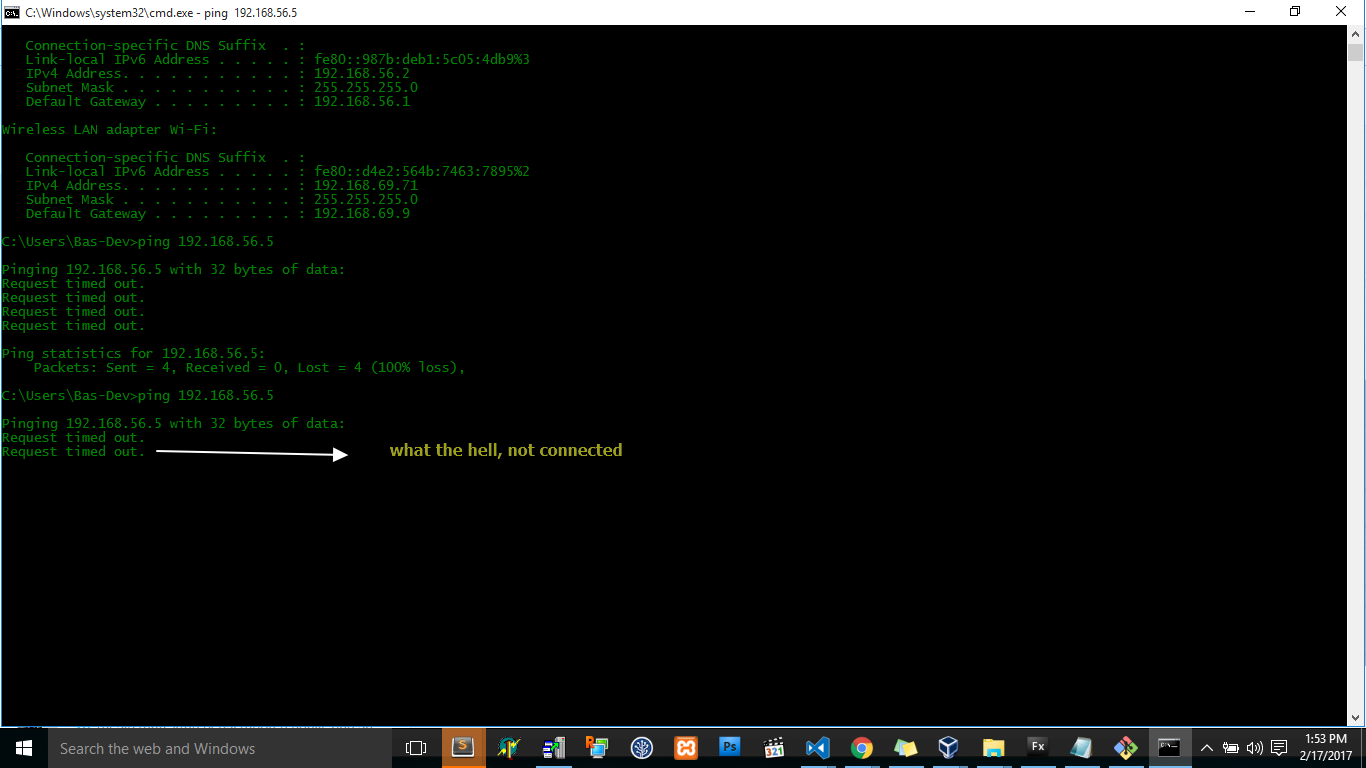 C:\Windows\system32\cmd.exe - ping  192.168.56.5
Connection-specific DNS Suffix  . :
Link-local IPv6 Address . . . . . : fe80::987b:deb1:5c05:4db9%3
IPv4 Address. . . . . . . . . . . : 192.168.56.2
Subnet Mask . . . . . . . . . . . : 255.255.255.0
Default Gateway . . . . . . . . . : 192.168.56.1
Wireless LAN adapter Wi-Fi:
Connection-specific DNS Suffix  . :
Link-local IPv6 Address . . . . . : fe80::d4e2:564b:7463:7895%2
IPv4 Address. . . . . . . . . . . : 192.168.69.71
Subnet Mask . . . . . . . . . . . : 255.255.255.0
Default Gateway . . . . . . . . . : 192.168.69.9
C:\Users\Bas-Dev>ping 192.168.56.5
Pinging 192.168.56.5 with 32 bytes of data:
Request timed out.
Request timed out.
Request timed out.
Request timed out.
Ping statistics for 192.168.56.5:
Packets: Sent = 4, Received = 0, Lost = 4 (100% loss),
C:\Users\Bas-Dev>ping 192.168.56.5
Pinging 192.168.56.5 with 32 bytes of data:
Request timed out.
Request timed out.
what the hell, not connected
Search the web and Windows
S
Ps
321
Fx
1:53 PM
2/17/2017